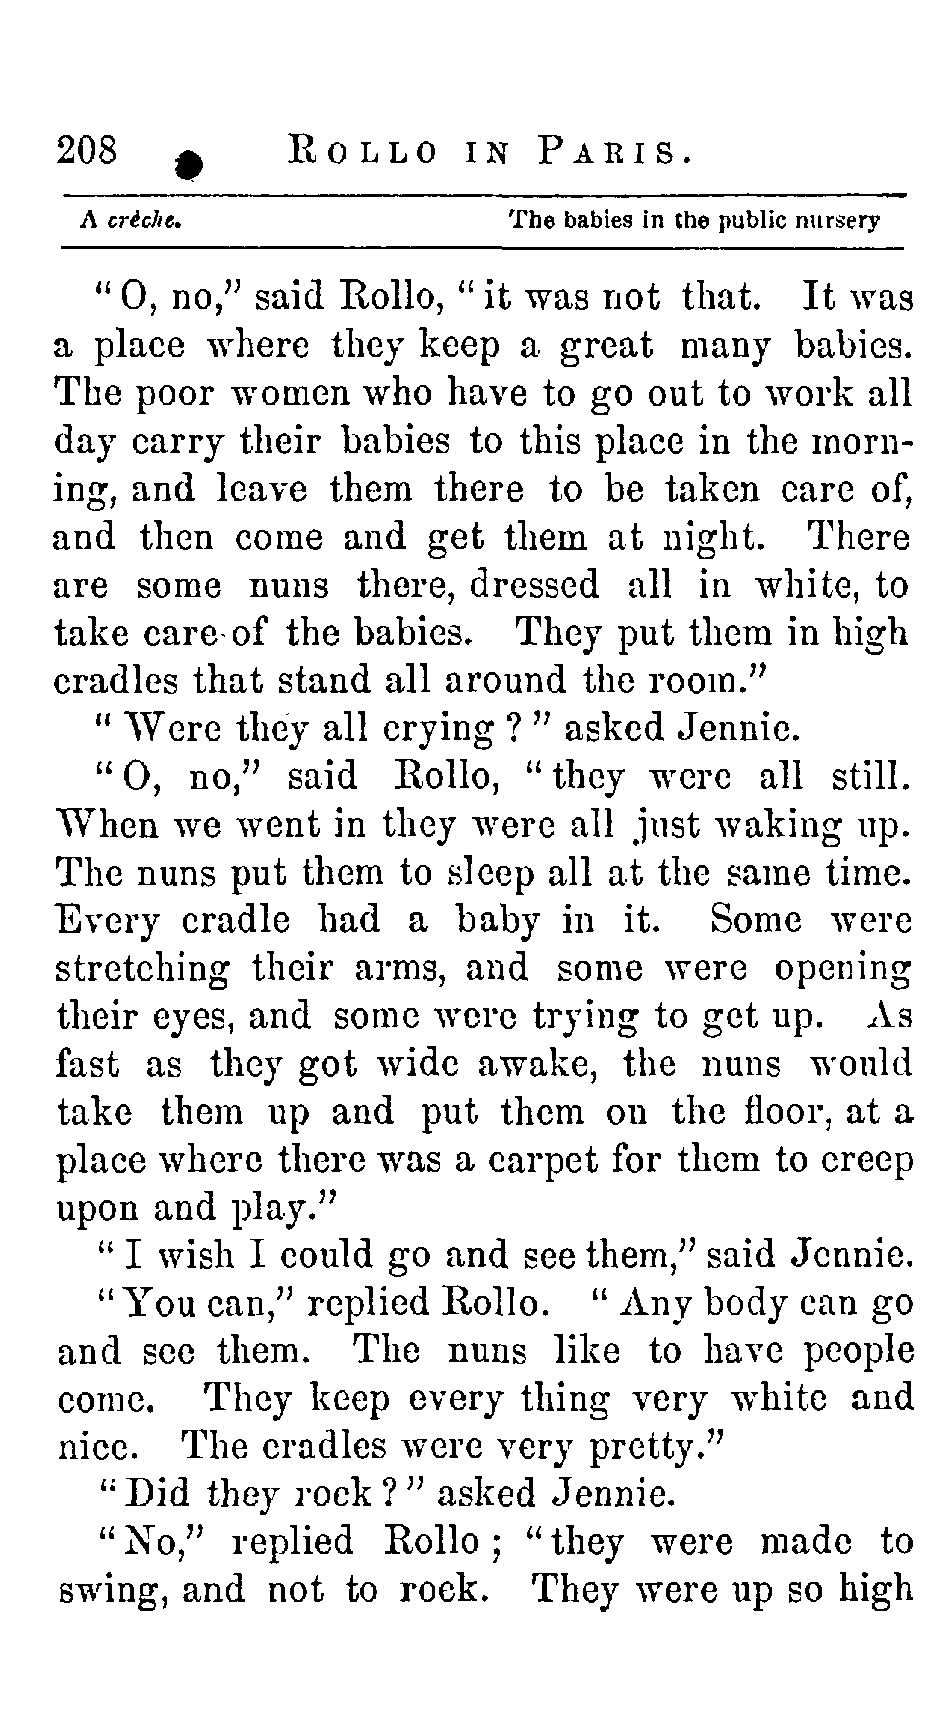 208 ROLLO IN PARIS.
A crèche. The babies in the public nursery
“O, no,” said Rollo, “it was not that. It was
a place where they keep a great many babies.
The poor women who have to go out to work all
day carry their babies to this place in the morn-
ing, and leave them there to be taken care of,
and then come and get them at night. There
are some nuns there, dressed all in white, to
take care of the babies. They put them in high
cradles that stand all around the room.”
“Were they all crying?” asked Jennie.
“O, no,” said Rollo, “they were all still.
When we went in they were all just waking up.
The nuns put them to sleep all at the same time.
Every cradle had a baby in it. Some were
stretching their arms, and some were opening
their eyes, and some were trying to get up. As
fast as they got wide awake, the nuns would
take them up and put them on the floor, at a
place where there was a carpet for them to creep
upon and play.”
“I wish I could go and see them,” said Jennie.
“You can,” replied Rollo. “Any body can go
and see them. The nuns like to have people
come. They keep every thing very white and
nice. The cradles were very pretty.”
“Did they rock?” asked Jennie.
“No,” replied Rollo; “they were made to
swing, and not to rock. They were up so high